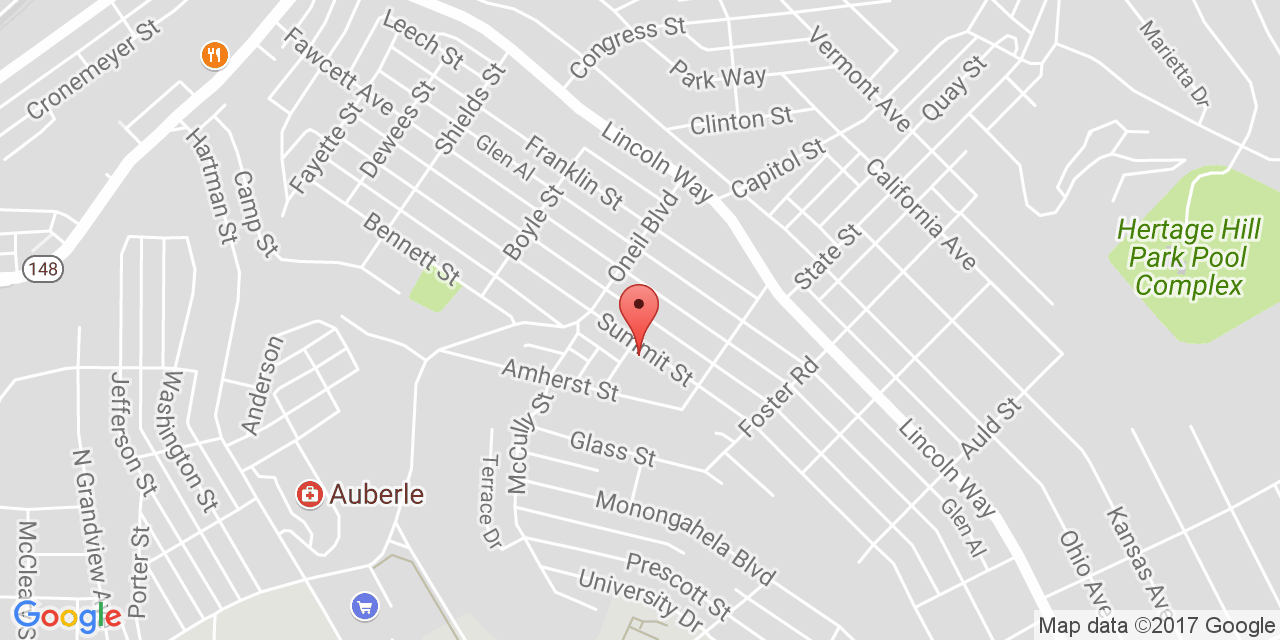 Cronemeyer St
Leech St
Fawcett Ave
Shields St
Dewees St
Fayette St
Congress St
Park Way
Clinton St
Vermont Ave
Quay St
Marietta Dr
Lincoln Way
Capitol St
California Ave
Hartman St
Camp St
Glen Al
Franklin St
Boyle St
Oneil Blvd
Bennett St
State St
Hertage Hill
Park Pool
Complex
148
Summit St
Amherst St
Foster Rd
Anderson
Jefferson St
Washington St
McCully St
Glass St
Auld St
Lincoln Way
N Grandview A
Terrace Dr
Auberle
Monongahela Blvd
Glen Al
Kansas Ave
Ohio Ave
Porter St
McClea
S
Prescott St
University Dr
Google
Map data ©2017 Google